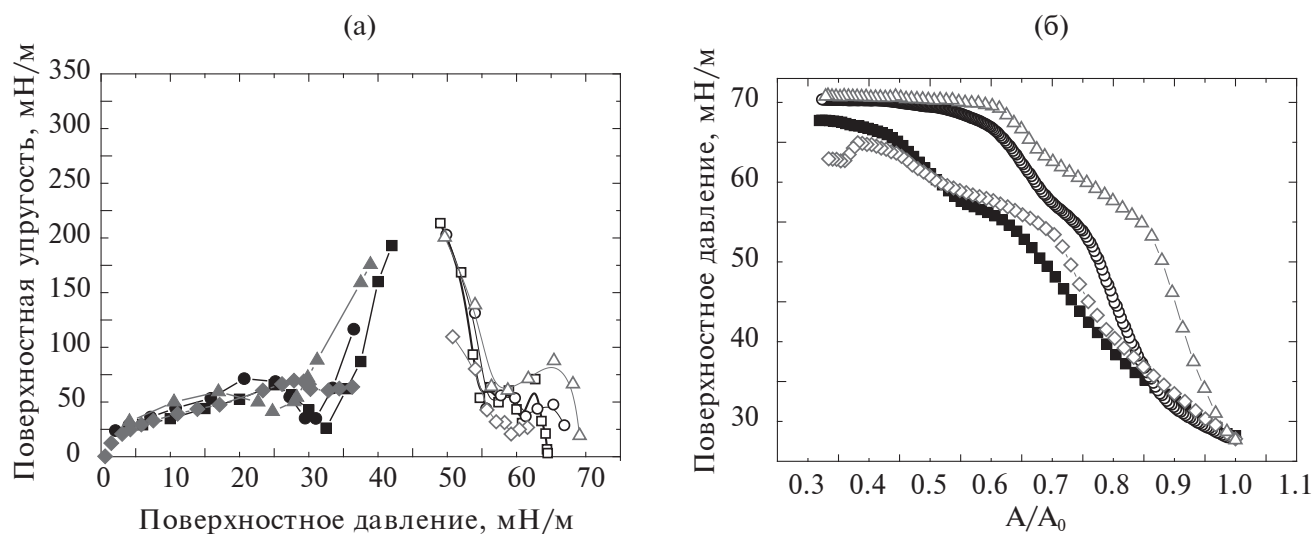 (а)
Поверхностная упругость, мН/м
350
300
250
200
150
100
50
0
0 10 20 30 40 50 60 70
Поверхностное давление, мН/м
(б)
Поверхностное давление, мН/м
70
60
50
40
30
0.3 0.4 0.5 0.6 0.7 0.8 0.9 1.0 1.1
A/A0